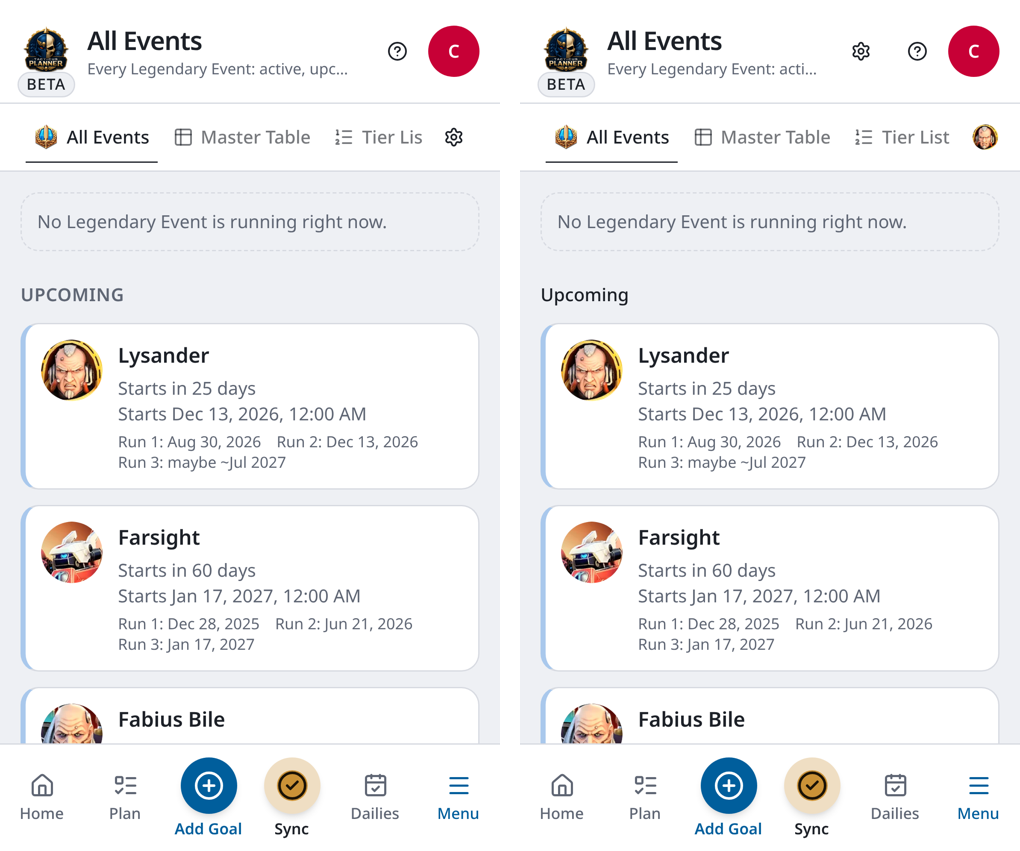 All Events
Every Legendary Event: active, upc...
PLANNER
BETA
C
All Events
Master Table
Tier Lis
No Legendary Event is running right now.
UPCOMING
Lysander
Starts in 25 days
Starts Dec 13, 2026, 12:00 AM
Run 1: Aug 30, 2026 Run 2: Dec 13, 2026
Run 3: maybe ~Jul 2027
Farsight
Starts in 60 days
Starts Jan 17, 2027, 12:00 AM
Run 1: Dec 28, 2025 Run 2: Jun 21, 2026
Run 3: Jan 17, 2027
Fabius Bile
Home
Plan
Add Goal
Sync
Dailies
Menu
All Events
Every Legendary Event: acti...
PLANNER
BETA
C
All Events
Master Table
Tier List
No Legendary Event is running right now.
Upcoming
Lysander
Starts in 25 days
Starts Dec 13, 2026, 12:00 AM
Run 1: Aug 30, 2026 Run 2: Dec 13, 2026
Run 3: maybe ~Jul 2027
Farsight
Starts in 60 days
Starts Jan 17, 2027, 12:00 AM
Run 1: Dec 28, 2025 Run 2: Jun 21, 2026
Run 3: Jan 17, 2027
Fabius Bile
Home
Plan
Add Goal
Sync
Dailies
Menu